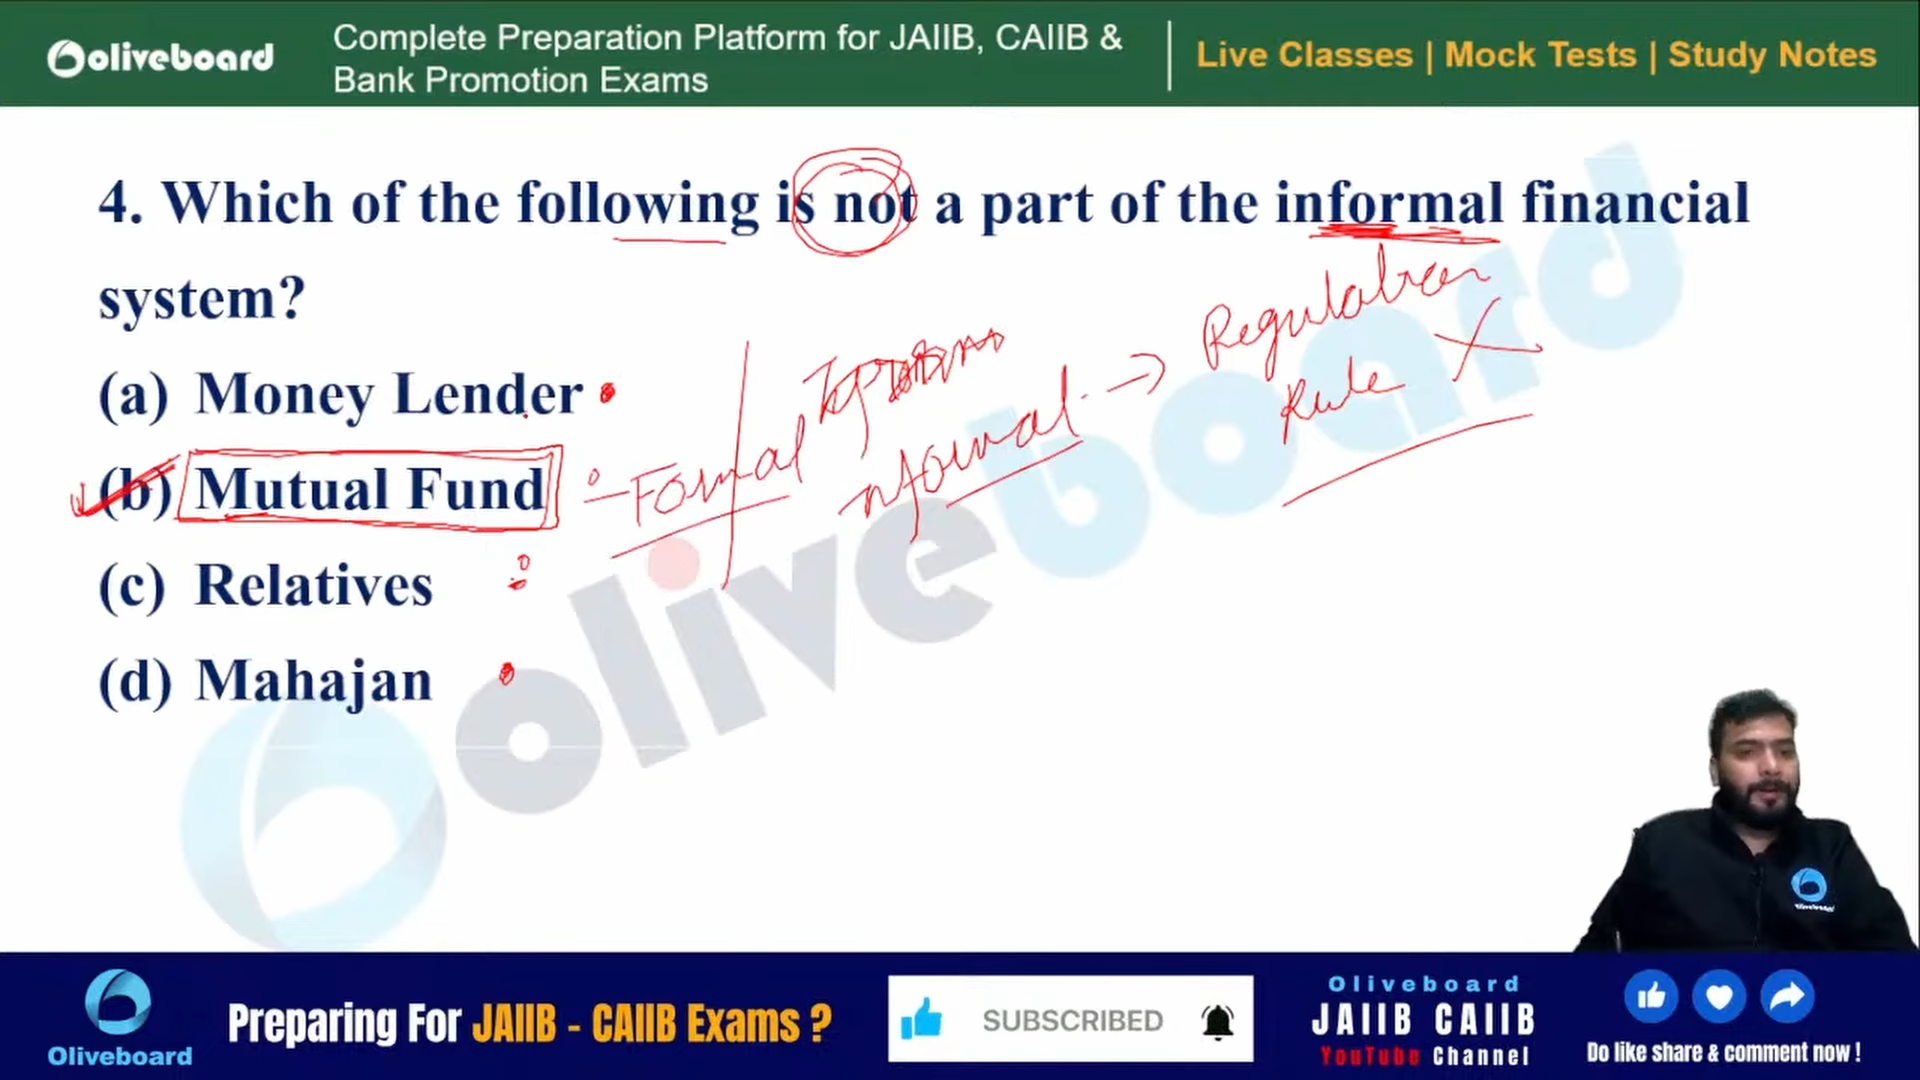 oliveboard
Complete Preparation Platform for JAIIB, CAIIB &
Bank Promotion Exams
Live Classes | Mock Tests | Study Notes
4. Which of the following is not a part of the informal financial
system?
(a) Money Lender
(b) Mutual Fund
(c) Relatives
(d) Mahajan
Formal
Informal
Regulation
Rule
oliveboard
Oliveboard
Preparing For JAIIB - CAIIB Exams ?
SUBSCRIBED
Oliveboard
JAIIB CAIIB
YouTube Channel
Do like share & comment now !